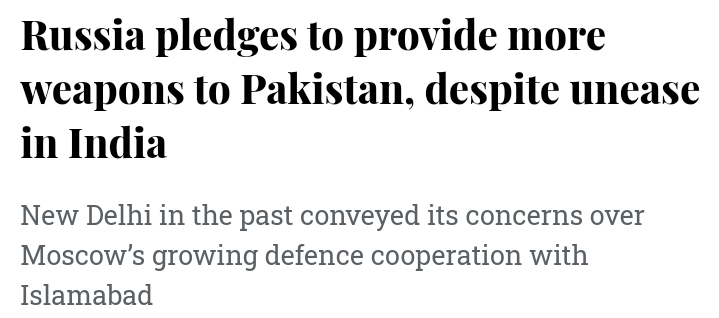 Russia pledges to provide more
weapons to Pakistan, despite unease
in India
New Delhi in the past conveyed its concerns over
Moscow’s growing defence cooperation with
Islamabad